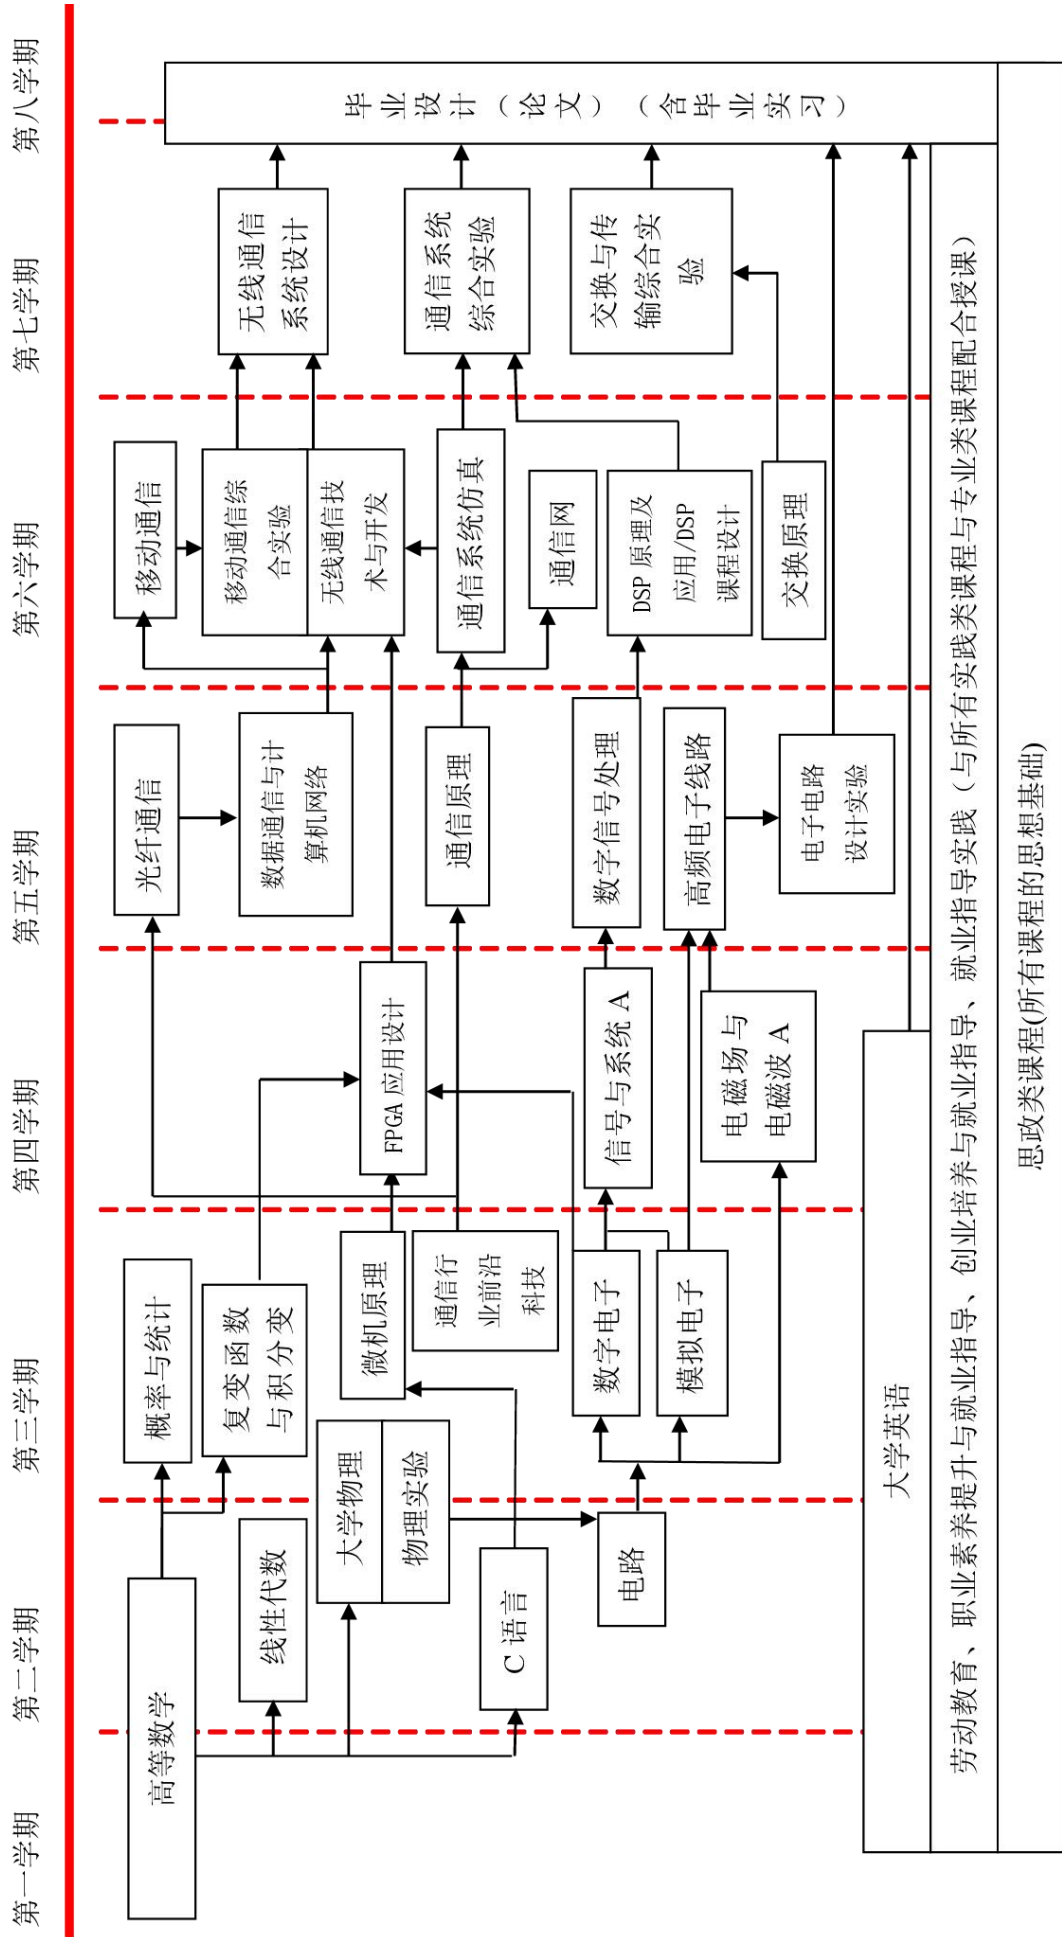 第一学期
第二学期
第三学期
第四学期
第五学期
第六学期
第七学期
第八学期
高等数学
线性代数
大学物理
物理实验
C 语言
电路
概率与统计
复变函数
与积分变
微机原理
通信行
业前沿
科技
数字电子
模拟电子
FPGA 应用设计
信号与系统 A
电磁场与
电磁波 A
光纤通信
数据通信与计
算机网络
通信原理
数字信号处理
高频电子线路
电子电路
设计实验
移动通信
移动通信综
合实验
无线通信技
术与开发
通信系统仿真
通信网
DSP 原理及
应用/DSP
课程设计
交换原理
无线通信
系统设计
通信系统
综合实验
交换与传
输综合实
验
毕业设计（论文）（含毕业实习）
大学英语
劳动教育、职业素养提升与就业指导、创业培养与就业指导、就业指导实践（与所有实践类课程与专业类课程配合授课）
思政类课程(所有课程的思想基础)